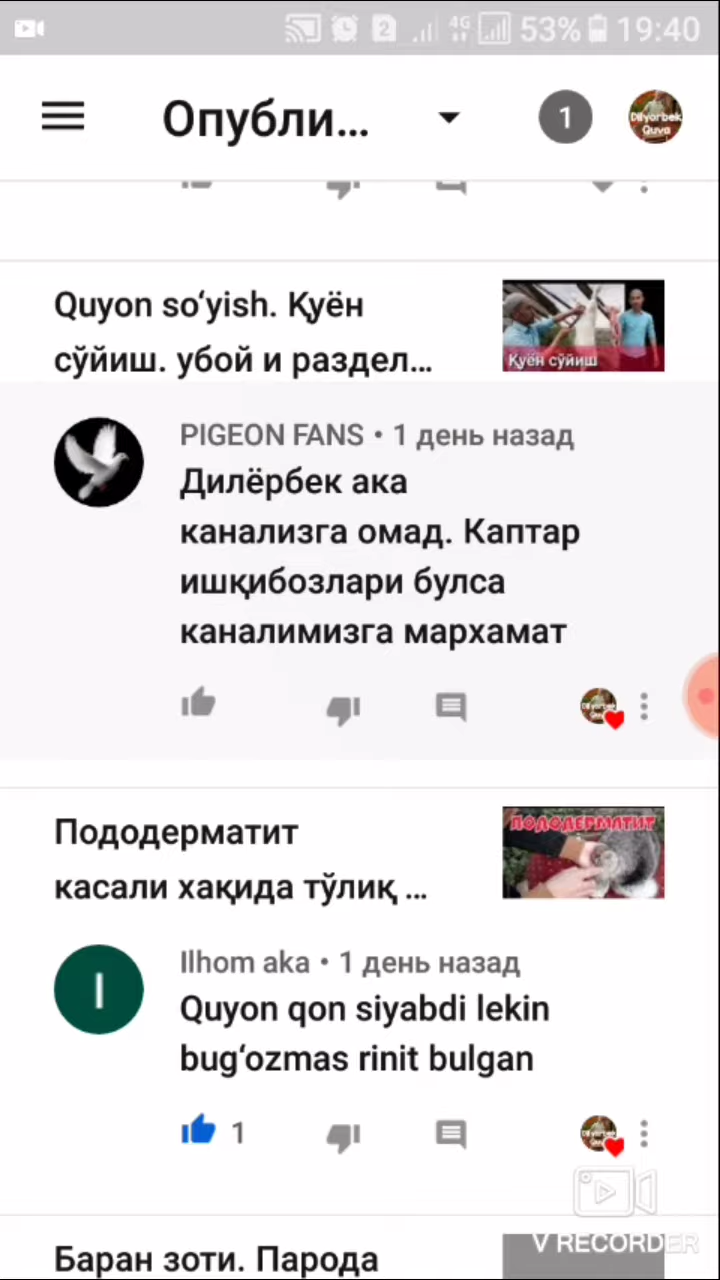 4G 53% 19:40
Опубли...
1
Dilyorbek
Quva
Quyon so‘yish. Қуён
сўйиш. убой и раздел...
Қуён сўйиш
PIGEON FANS • 1 день назад
Дилёрбек ака
канализга омад. Каптар
ишқибозлари булса
каналимизга мархамат
Пододерматит
касали хақида тўлиқ ...
ПОДОДЕРМАТИТ
I
Ilhom aka • 1 день назад
Quyon qon siyabdi lekin
bug‘ozmas rinit bulgan
1
Баран зоти. Парода
V RECORDER